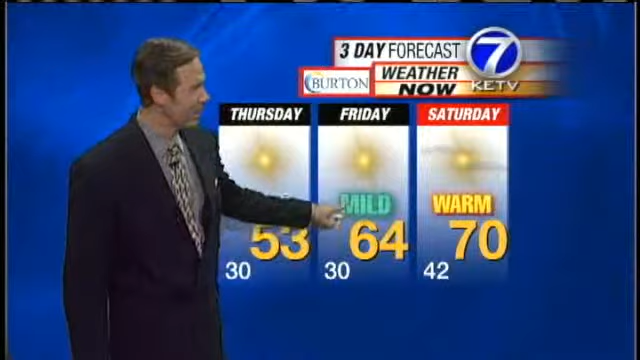 3 DAY FORECAST
7
KETV
BURTON
WEATHER
NOW
THURSDAY
FRIDAY
SATURDAY
MILD
WARM
53
64
70
30
30
42